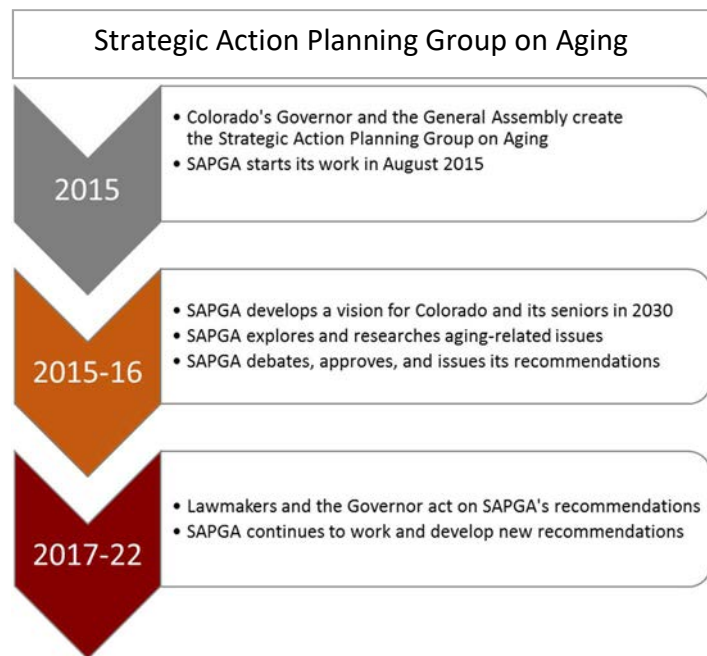 Strategic Action Planning Group on Aging
2015
• Colorado's Governor and the General Assembly create
the Strategic Action Planning Group on Aging
• SAPGA starts its work in August 2015
2015-16
• SAPGA develops a vision for Colorado and its seniors in 2030
• SAPGA explores and researches aging-related issues
• SAPGA debates, approves, and issues its recommendations
2017-22
• Lawmakers and the Governor act on SAPGA's recommendations
• SAPGA continues to work and develop new recommendations